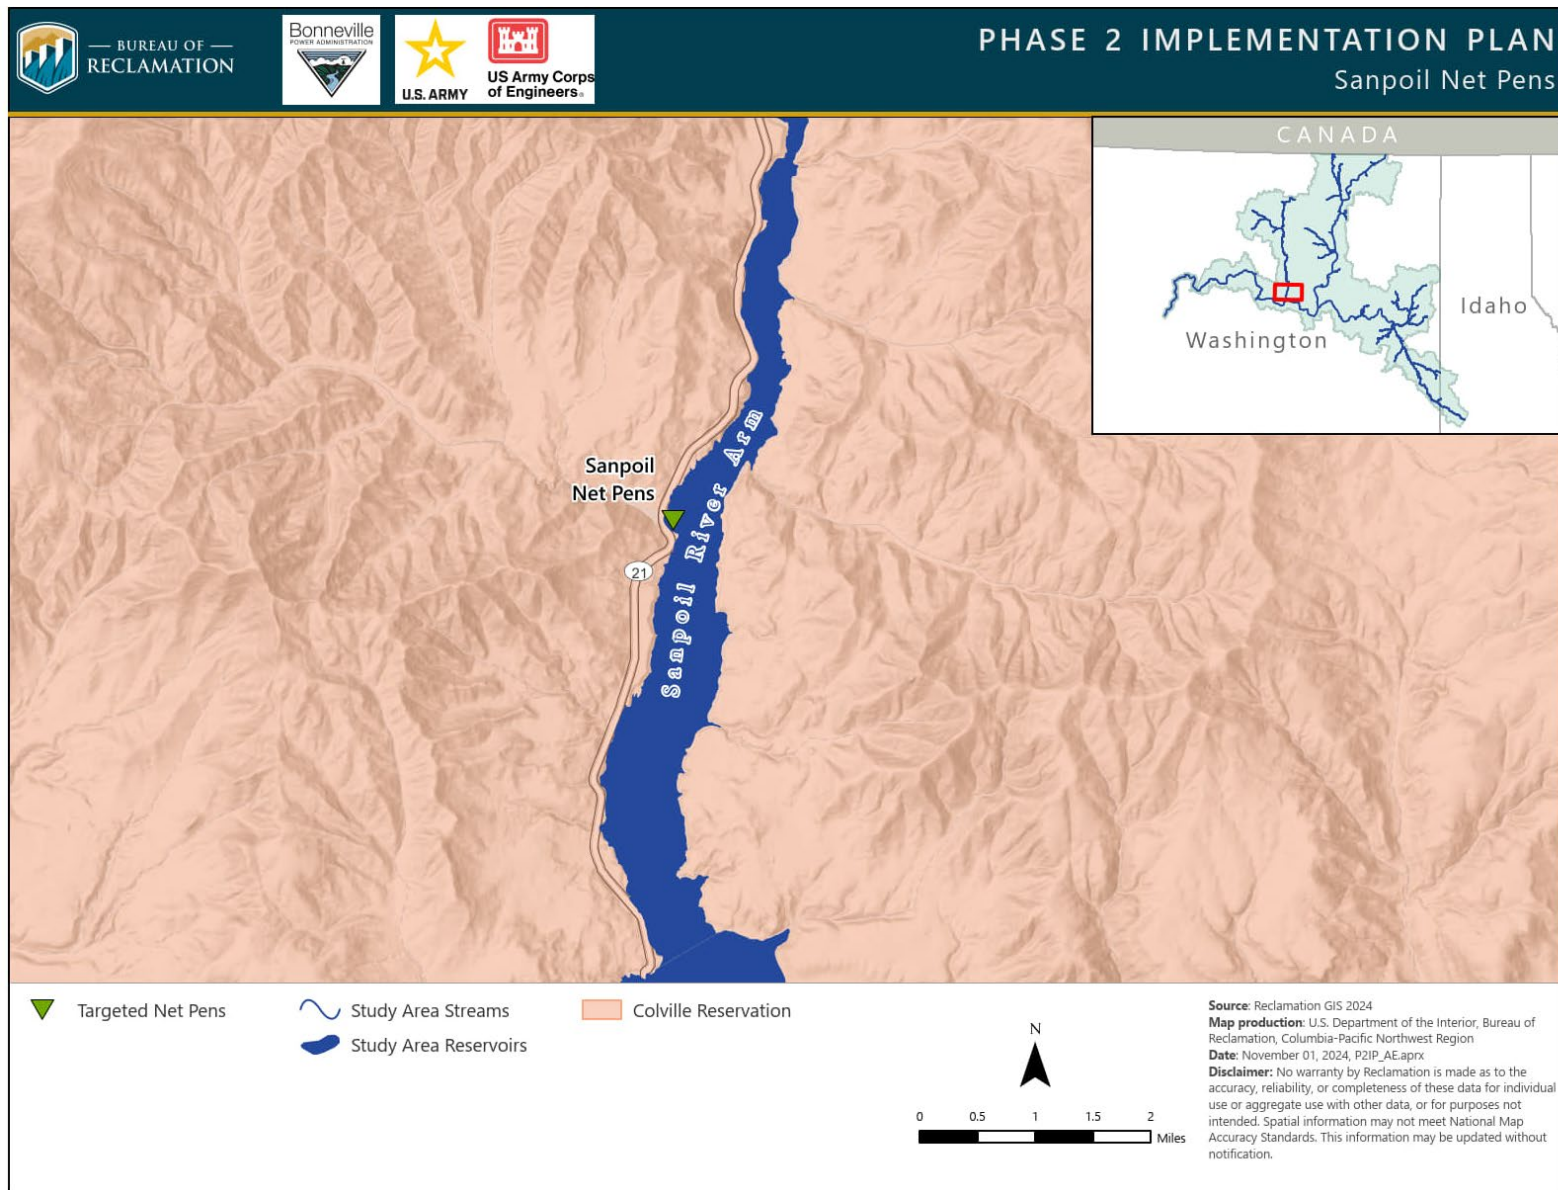 BUREAU OF
RECLAMATION
Bonneville
POWER ADMINISTRATION
U.S. ARMY
US Army Corps
of Engineers®
PHASE 2 IMPLEMENTATION PLAN
Sanpoil Net Pens
CANADA
Washington
Idaho
Sanpoil
Net Pens
21
Sanpoil River Arm
Targeted Net Pens
Study Area Streams
Study Area Reservoirs
Colville Reservation
N
0 0.5 1 1.5 2
Miles
Source: Reclamation GIS 2024
Map production: U.S. Department of the Interior, Bureau of
Reclamation, Columbia-Pacific Northwest Region
Date: November 01, 2024, P2IP_AE.aprx
Disclaimer: No warranty by Reclamation is made as to the
accuracy, reliability, or completeness of these data for individual
use or aggregate use with other data, or for purposes not
intended. Spatial information may not meet National Map
Accuracy Standards. This information may be updated without
notification.